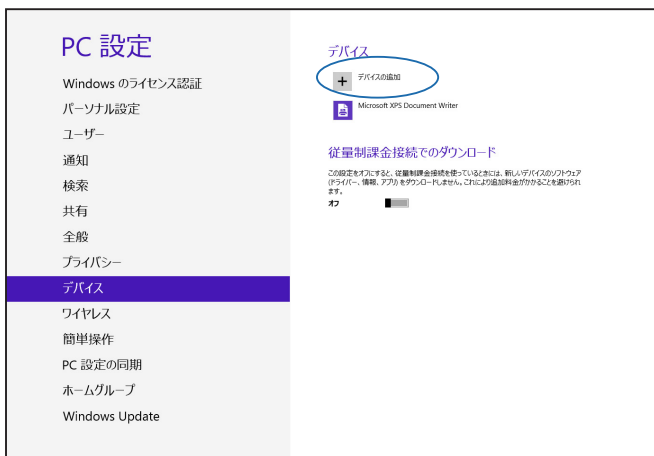 PC 設定
Windows のライセンス認証
パーソナル設定
ユーザー
通知
検索
共有
全般
プライバシー
デバイス
ワイヤレス
簡単操作
PC 設定の同期
ホームグループ
Windows Update
デバイス
デバイスの追加
Microsoft XPS Document Writer
従量制課金接続でのダウンロード
この設定をオフにすると、従量制課金接続を使っているときには、新しいデバイスのソフトウェア
(ドライバー、情報、アプリ) をダウンロードしません。これにより追加料金がかかることを避けられ
ます。
オフ